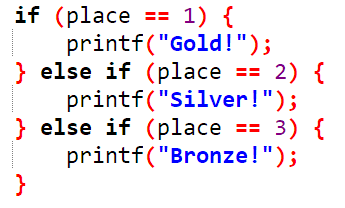 if (place == 1) {
    printf("Gold!");
} else if (place == 2) {
    printf("Silver!");
} else if (place == 3) {
    printf("Bronze!");
}